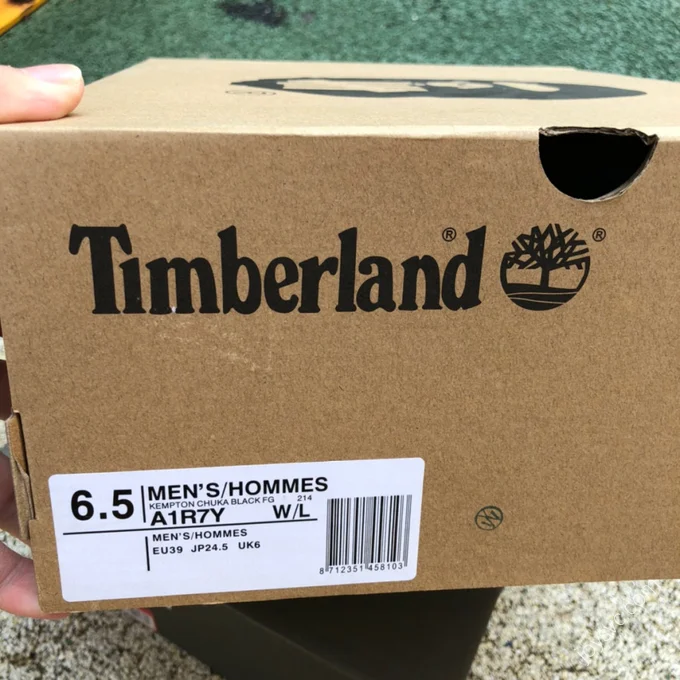 Timberland® ®
6.5
MEN'S/HOMMES
KEMPTON CHUKA BLACK FG 214
A1R7Y W/L
MEN'S/HOMMES
EU39 JP24.5 UK6
8 712351 458103